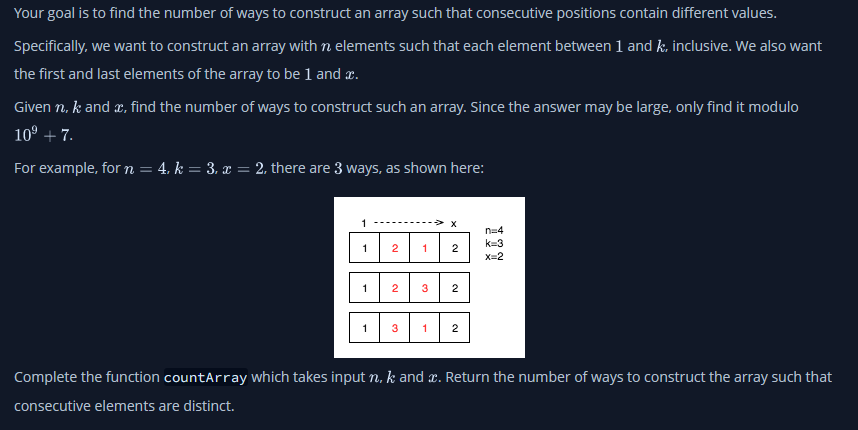 Your goal is to find the number of ways to construct an array such that consecutive positions contain different values.
Specifically, we want to construct an array with n elements such that each element between 1 and k, inclusive. We also want
the first and last elements of the array to be 1 and x.
Given n, k and x, find the number of ways to construct such an array. Since the answer may be large, only find it modulo
10⁹ + 7.
For example, for n = 4, k = 3, x = 2, there are 3 ways, as shown here:
1 ----------> x
n=4
k=3
x=2
1 2 1 2
1 2 3 2
1 3 1 2
Complete the function countArray which takes input n, k and x. Return the number of ways to construct the array such that
consecutive elements are distinct.